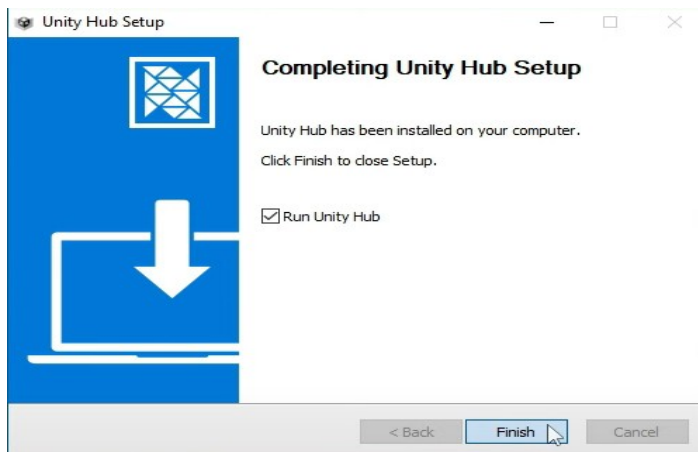 Unity Hub Setup
Completing Unity Hub Setup
Unity Hub has been installed on your computer.
Click Finish to close Setup.
Run Unity Hub
< Back
Finish
Cancel